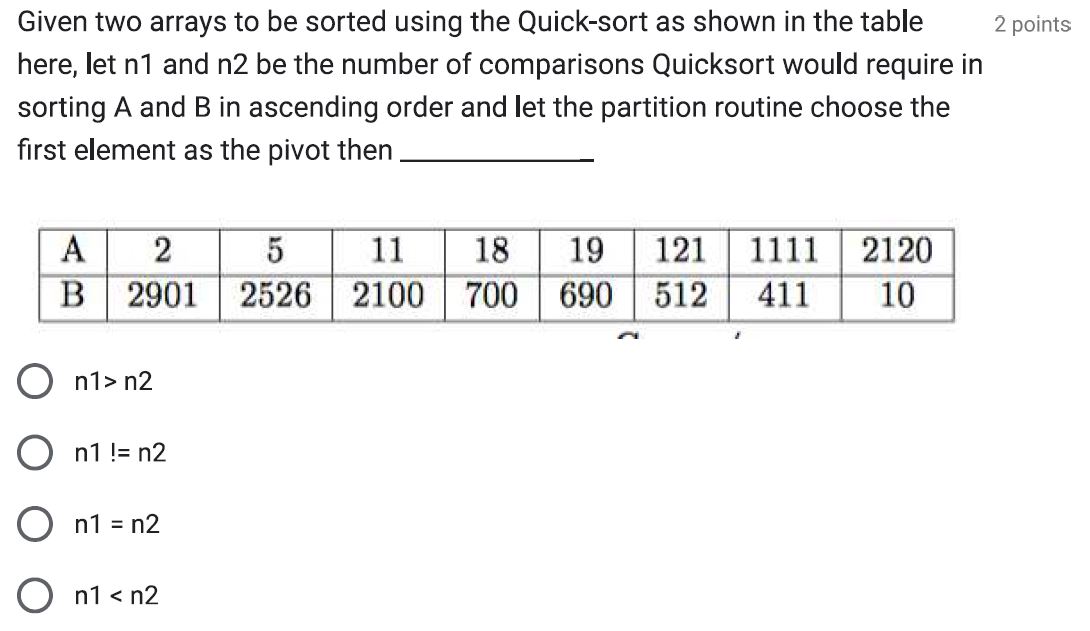 Given two arrays to be sorted using the Quick-sort as shown in the table
2 points
here, let n1 and n2 be the number of comparisons Quicksort would require in
sorting A and B in ascending order and let the partition routine choose the
first element as the pivot then ______________
A 2 5 11 18 19 121 1111 2120
B 2901 2526 2100 700 690 512 411 10
n1> n2
n1 != n2
n1 = n2
n1 < n2